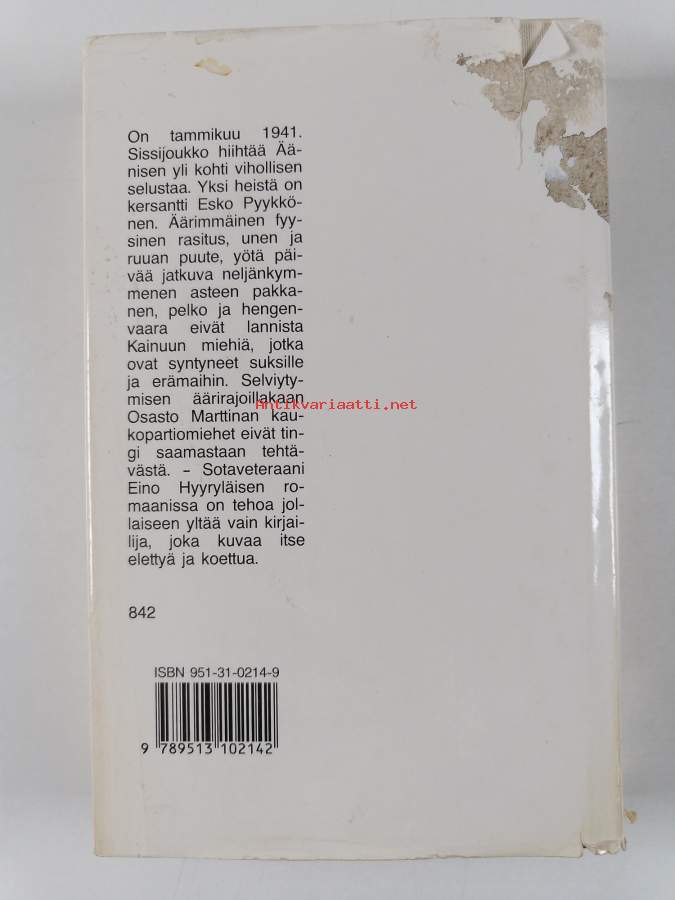 On tammikuu 1941.
Sissijoukko hiihtää Ää-
nisen yli kohti vihollisen
selustaa. Yksi heistä on
kersantti Esko Pyykkö-
nen. Äärimmäinen fyy-
sinen rasitus, unen ja
ruuan puute, yötä päi-
vää jatkuva neljänkym-
menen asteen pakka-
nen, pelko ja hengen-
vaara eivät lannista
Kainuun miehiä, jotka
ovat syntyneet suksille
ja erämaihin. Selviyty-
misen äärirajoillakaan
Antikvariaatti.net
Osasto Marttinan kau-
kopartiomiehet eivät tin-
gi saamastaan tehtä-
västä. – Sotaveteraani
Eino Hyyryläisen ro-
maanissa on tehoa jol-
laiseen yltää vain kirjai-
lija, joka kuvaa itse
elettyä ja koettua.
842
ISBN 951-31-0214-9
9 789513 102142